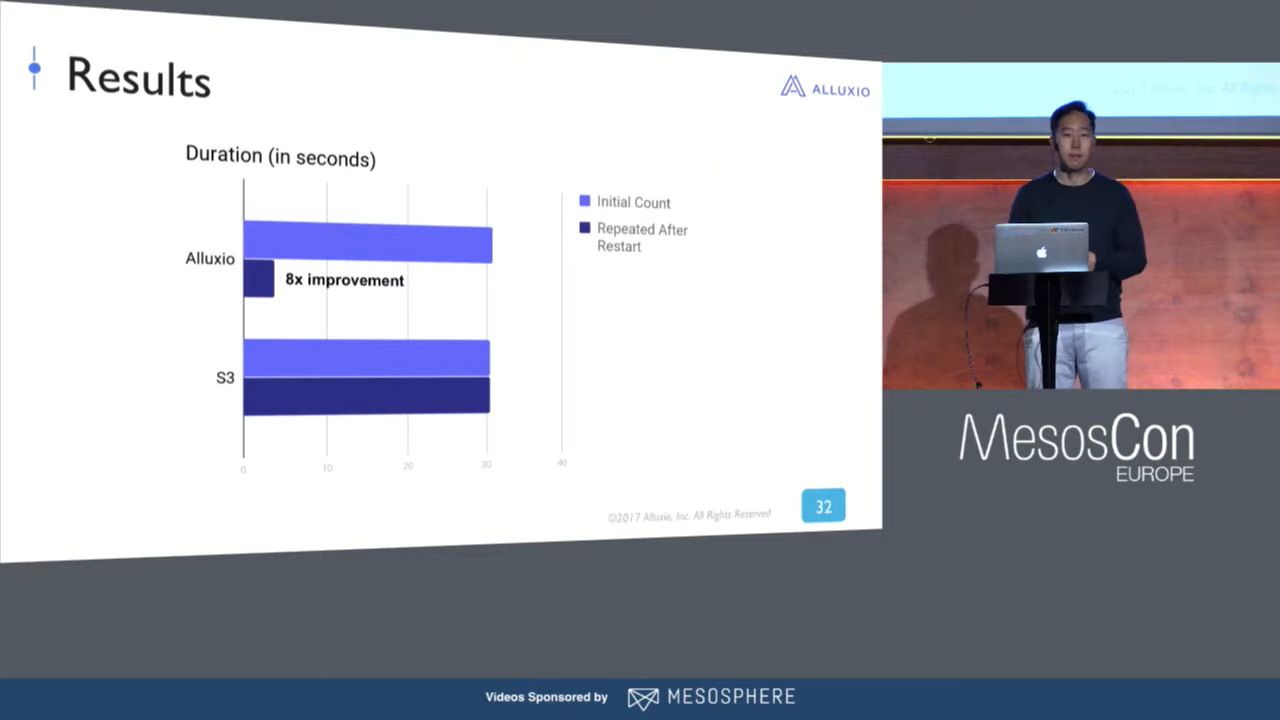 Results
ALLUXIO
Duration (in seconds)
Initial Count
Repeated After
Restart
Alluxio
8x improvement
S3
0
10
20
30
40
©2017 Alluxio, Inc. All Rights Reserved
32
MesosCon
EUROPE
Videos Sponsored by
MESOSPHERE